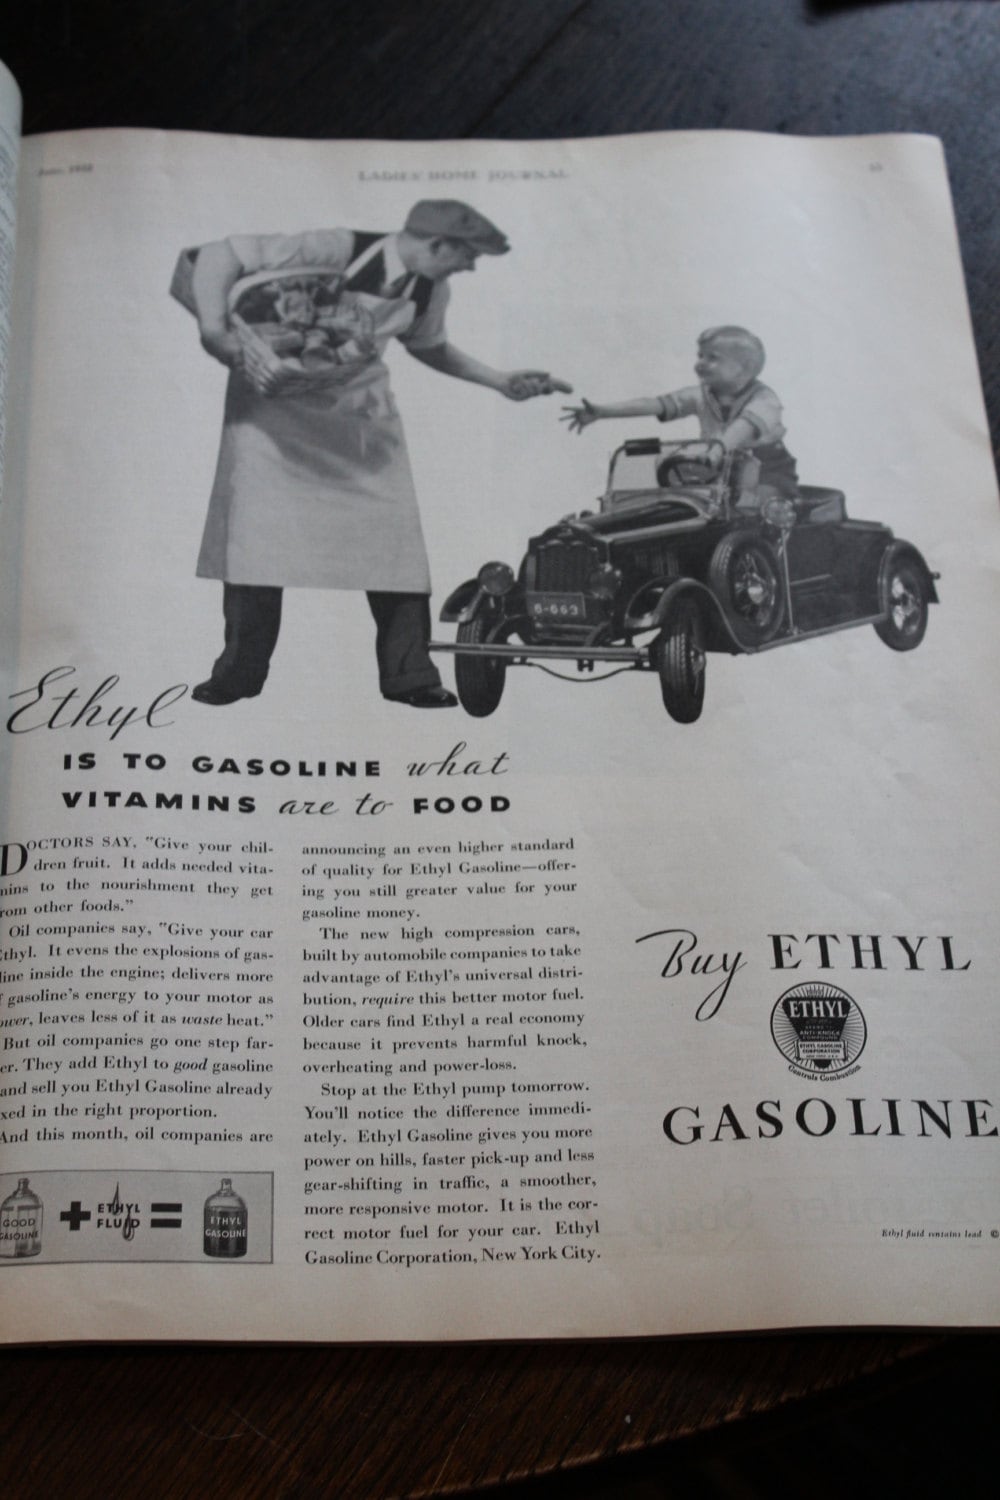 LADIES' HOME JOURNAL
6-663
Ethyl
IS TO GASOLINE what
VITAMINS are to FOOD
DOCTORS SAY, "Give your chil-
dren fruit. It adds needed vita-
mins to the nourishment they get
rom other foods."
Oil companies say, "Give your car
Ethyl. It evens the explosions of gas-
line inside the engine; delivers more
f gasoline's energy to your motor as
ower, leaves less of it as waste heat."
But oil companies go one step far-
er. They add Ethyl to good gasoline
and sell you Ethyl Gasoline already
xed in the right proportion.
And this month, oil companies are
GOOD
GASOLINE
+
ETHYL
FLUID
=
ETHYL
GASOLINE
announcing an even higher standard
of quality for Ethyl Gasoline—offer-
ing you still greater value for your
gasoline money.
The new high compression cars,
built by automobile companies to take
advantage of Ethyl's universal distri-
bution, require this better motor fuel.
Older cars find Ethyl a real economy
because it prevents harmful knock,
overheating and power-loss.
Stop at the Ethyl pump tomorrow.
You'll notice the difference immedi-
ately. Ethyl Gasoline gives you more
power on hills, faster pick-up and less
gear-shifting in traffic, a smoother,
more responsive motor. It is the cor-
rect motor fuel for your car. Ethyl
Gasoline Corporation, New York City.
Buy ETHYL
ETHYL
BRAND OF
ANTI-KNOCK
COMPOUND
ETHYL GASOLINE
CORPORATION
Controls Combustion
GASOLINE
Ethyl fluid contains lead ©